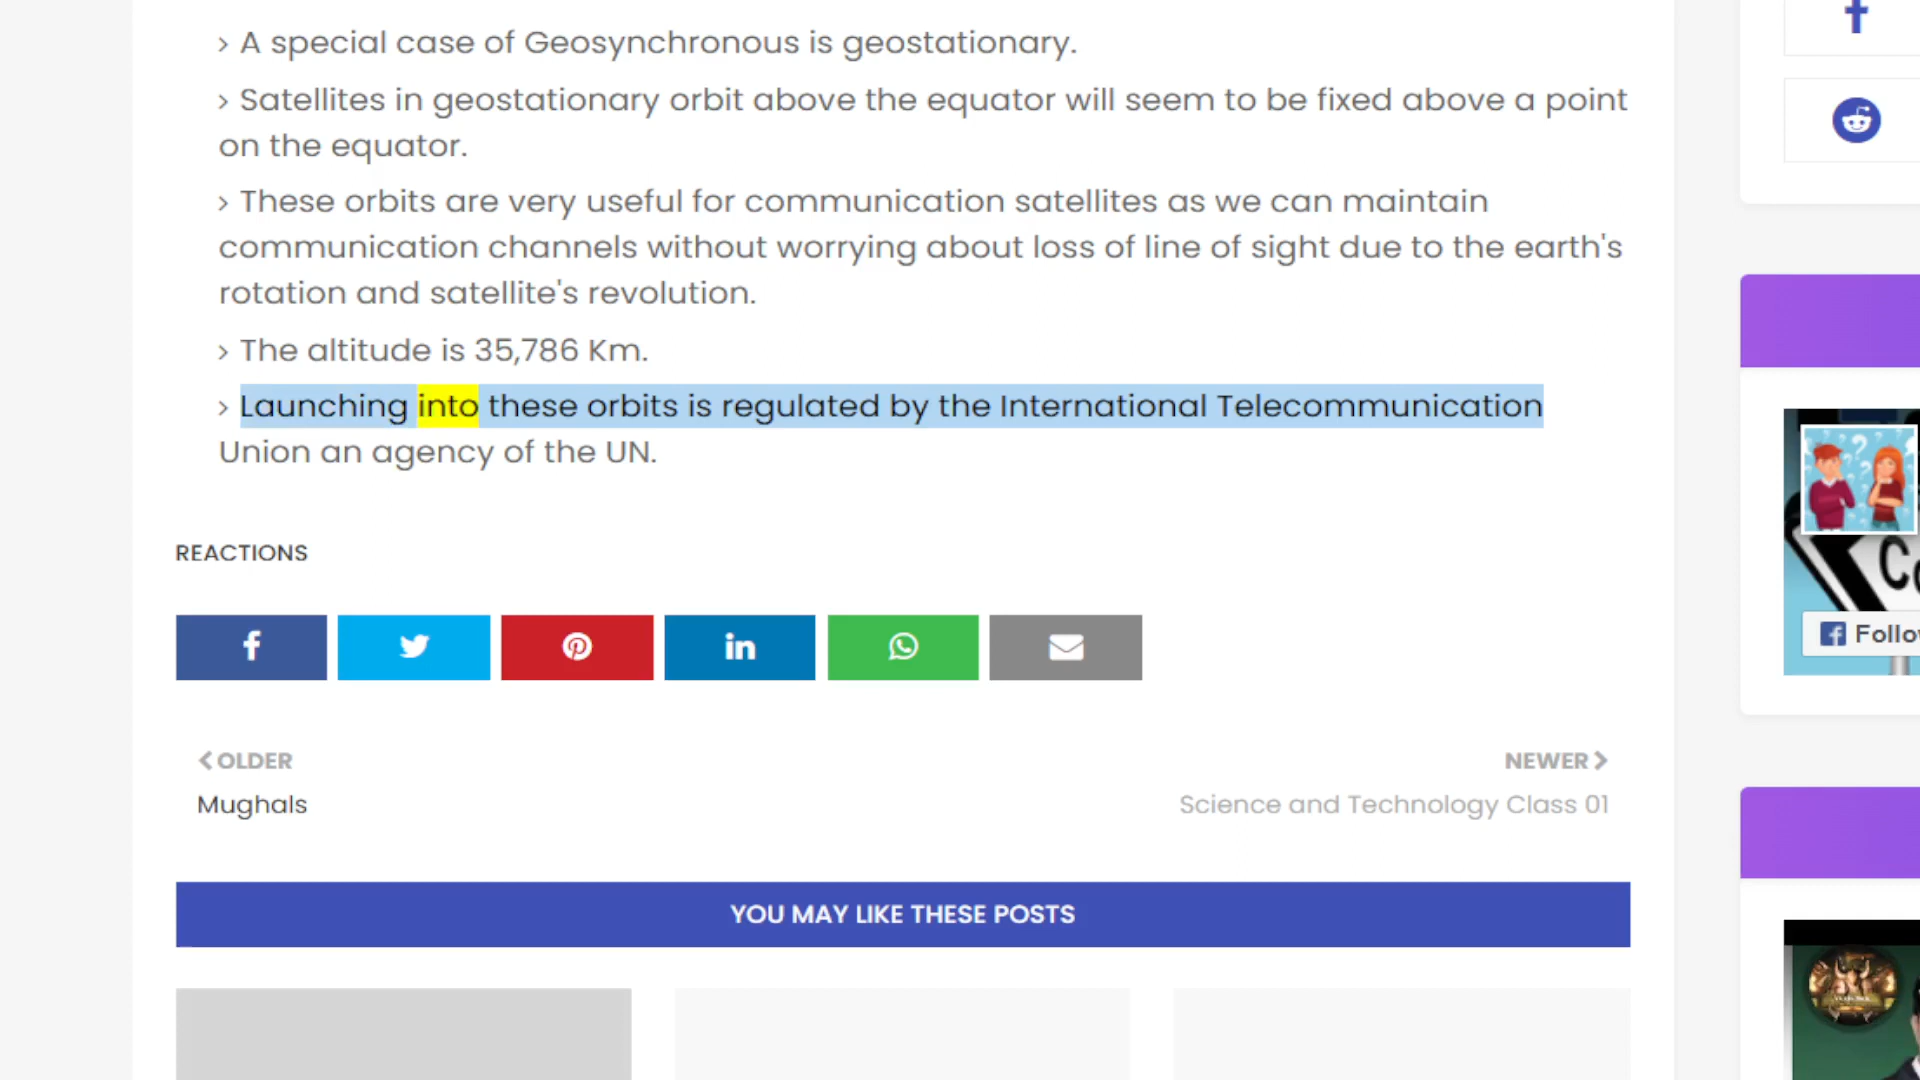 › A special case of Geosynchronous is geostationary.
› Satellites in geostationary orbit above the equator will seem to be fixed above a point
on the equator.
› These orbits are very useful for communication satellites as we can maintain
communication channels without worrying about loss of line of sight due to the earth's
rotation and satellite's revolution.
› The altitude is 35,786 Km.
› Launching into these orbits is regulated by the International Telecommunication
Union an agency of the UN.
REACTIONS
OLDER
NEWER
Mughals
Science and Technology Class 01
YOU MAY LIKE THESE POSTS